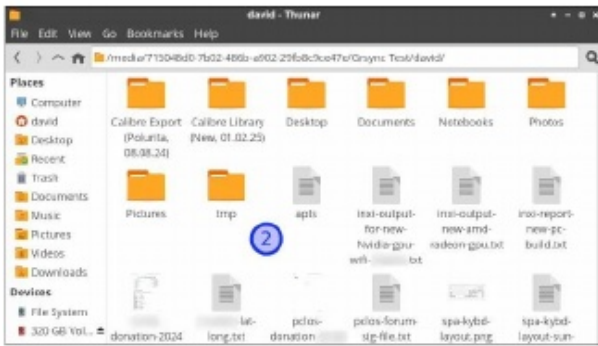 david - Thunar
File Edit View Go Bookmarks Help
/media/715048d0-7b02-486b-a902-29fb8c9ce47e/Grsync Test/david/
Places
Computer
david
Desktop
Recent
Trash
Documents
Music
Pictures
Videos
Downloads
Devices
File System
320 GB Vol...
Calibre Export
(Polurita,
08.08.24)
Calibre Library
(New, 01.02.25)
Desktop
Documents
Notebooks
Photos
Pictures
tmp
apts
inxi-output-
for-new-
Nvidia-gpu-
wifi-
.txt
inxi-output-
new-amd-
radeon-gpu.txt
inxi-report-
new-pc-
build.txt
2
donation-2024
lat-
long.txt
pclos-
donation
pclos-forum-
sig-file.txt
spa-kybd-
layout.png
spa-kybd-
layout-sun-